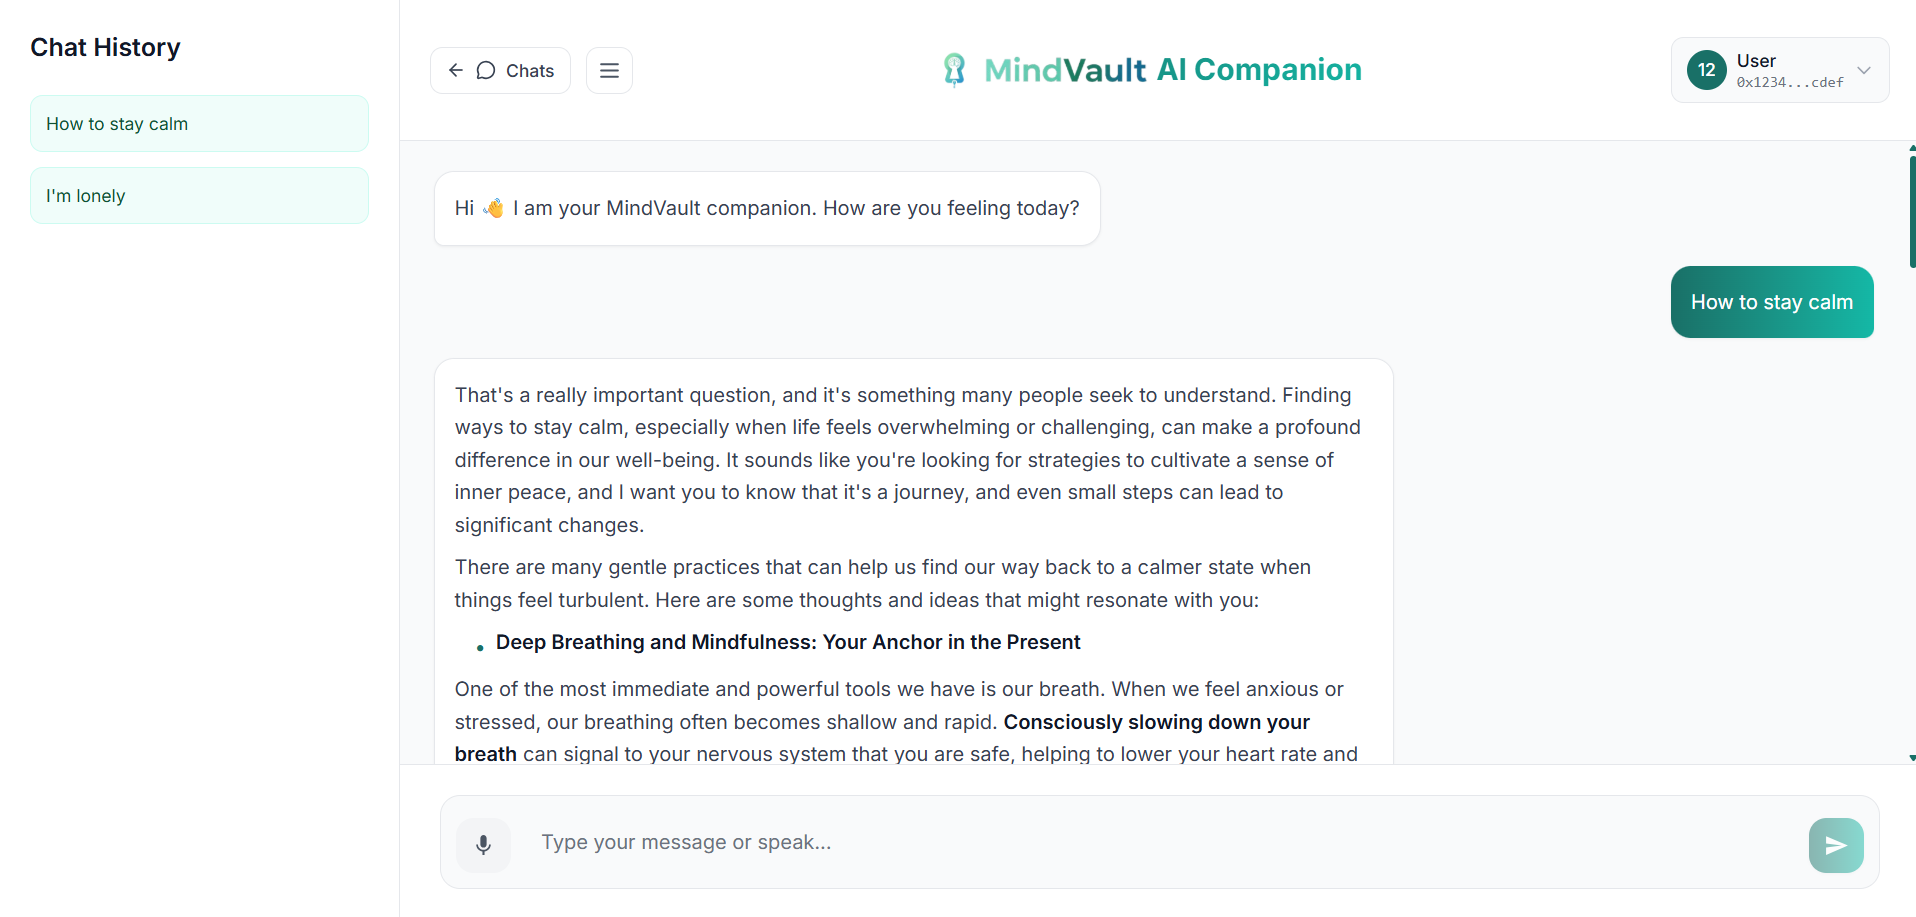 Chat History
How to stay calm
I'm lonely
Chats
MindVault AI Companion
12
User
0x1234...cdef
Hi 👋 I am your MindVault companion. How are you feeling today?
How to stay calm
That's a really important question, and it's something many people seek to understand. Finding
ways to stay calm, especially when life feels overwhelming or challenging, can make a profound
difference in our well-being. It sounds like you're looking for strategies to cultivate a sense of
inner peace, and I want you to know that it's a journey, and even small steps can lead to
significant changes.
There are many gentle practices that can help us find our way back to a calmer state when
things feel turbulent. Here are some thoughts and ideas that might resonate with you:
• Deep Breathing and Mindfulness: Your Anchor in the Present
One of the most immediate and powerful tools we have is our breath. When we feel anxious or
stressed, our breathing often becomes shallow and rapid. Consciously slowing down your
breath can signal to your nervous system that you are safe, helping to lower your heart rate and
Type your message or speak...